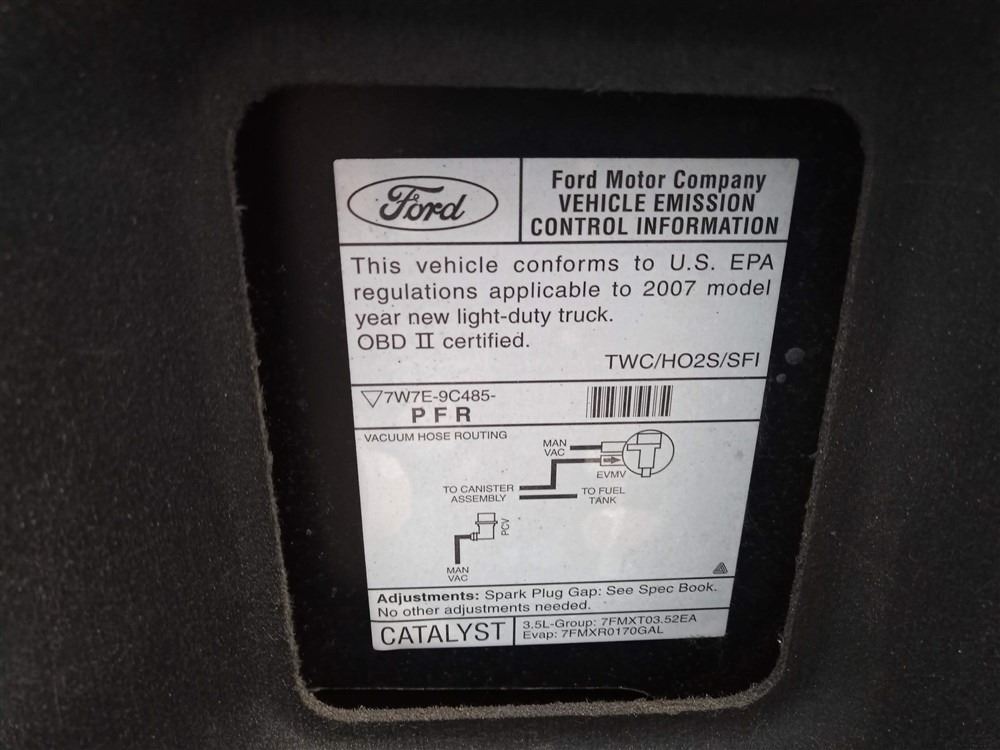 Ford
Ford Motor Company
VEHICLE EMISSION
CONTROL INFORMATION
This vehicle conforms to U.S. EPA
regulations applicable to 2007 model
year new light-duty truck.
OBD II certified.
TWC/HO2S/SFI
7W7E-9C485-
PFR
VACUUM HOSE ROUTING
MAN
VAC
EVMV
TO CANISTER
ASSEMBLY
TO FUEL
TANK
PCV
MAN
VAC
Adjustments: Spark Plug Gap: See Spec Book.
No other adjustments needed.
CATALYST
3.5L-Group: 7FMXT03.52EA
Evap: 7FMXR0170GAL